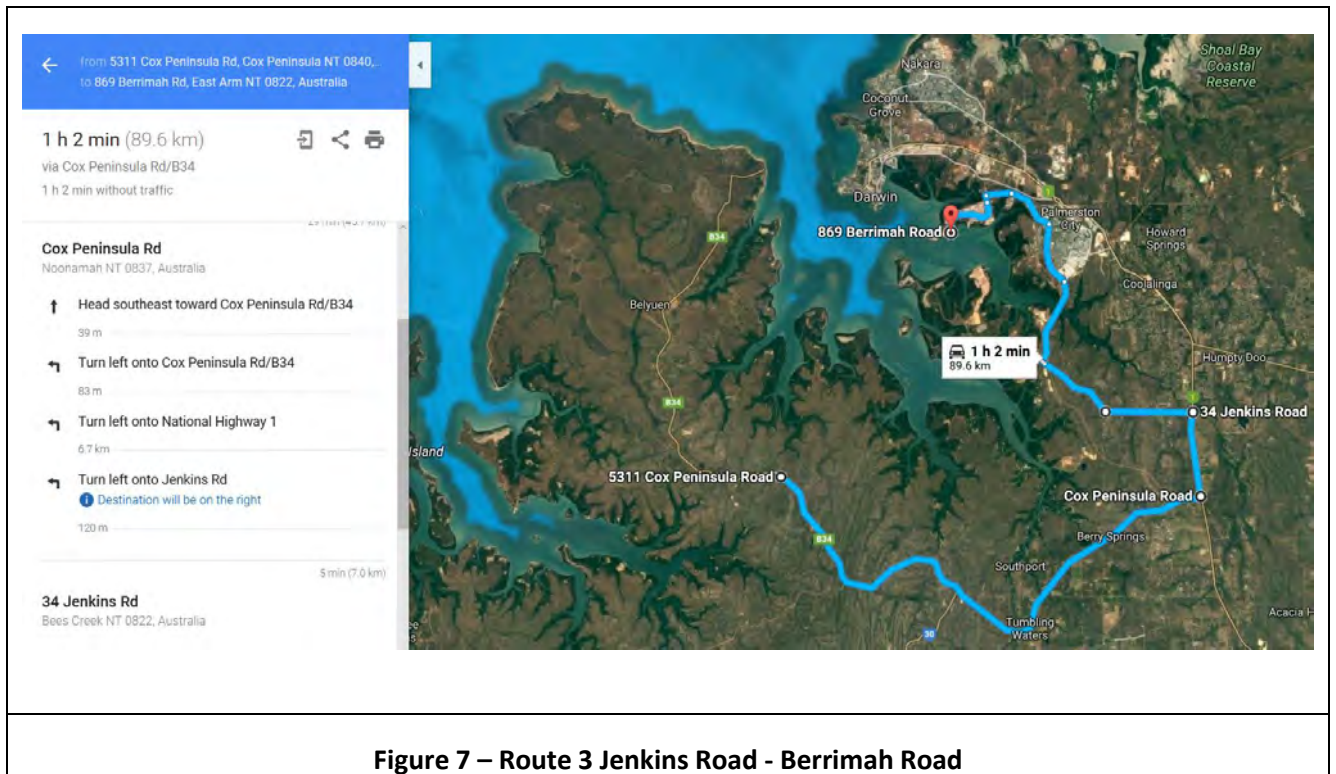 from 5311 Cox Peninsula Rd, Cox Peninsula NT 0840,...
to 869 Berrimah Rd, East Arm NT 0822, Australia
1 h 2 min (89.6 km)
via Cox Peninsula Rd/B34
1 h 2 min without traffic
Cox Peninsula Rd
Noonamah NT 0837, Australia
Head southeast toward Cox Peninsula Rd/B34
39 m
Turn left onto Cox Peninsula Rd/B34
83 m
Turn left onto National Highway 1
6.7 km
Turn left onto Jenkins Rd
Destination will be on the right
120 m
5 min (7.0 km)
34 Jenkins Rd
Bees Creek NT 0822, Australia
Shoal Bay
Coastal
Reserve
Nakara
Coconut
Grove
Darwin
1
Palmerston
City
869 Berrimah Road
Howard
Springs
B34
Coolalinga
Belyuen
1 h 2 min
89.6 km
Humpty Doo
B34
1
34 Jenkins Road
Island
5311 Cox Peninsula Road
Cox Peninsula Road
B34
Berry Springs
Southport
Tumbling
Waters
30
Acacia H
Figure 7 – Route 3 Jenkins Road - Berrimah Road